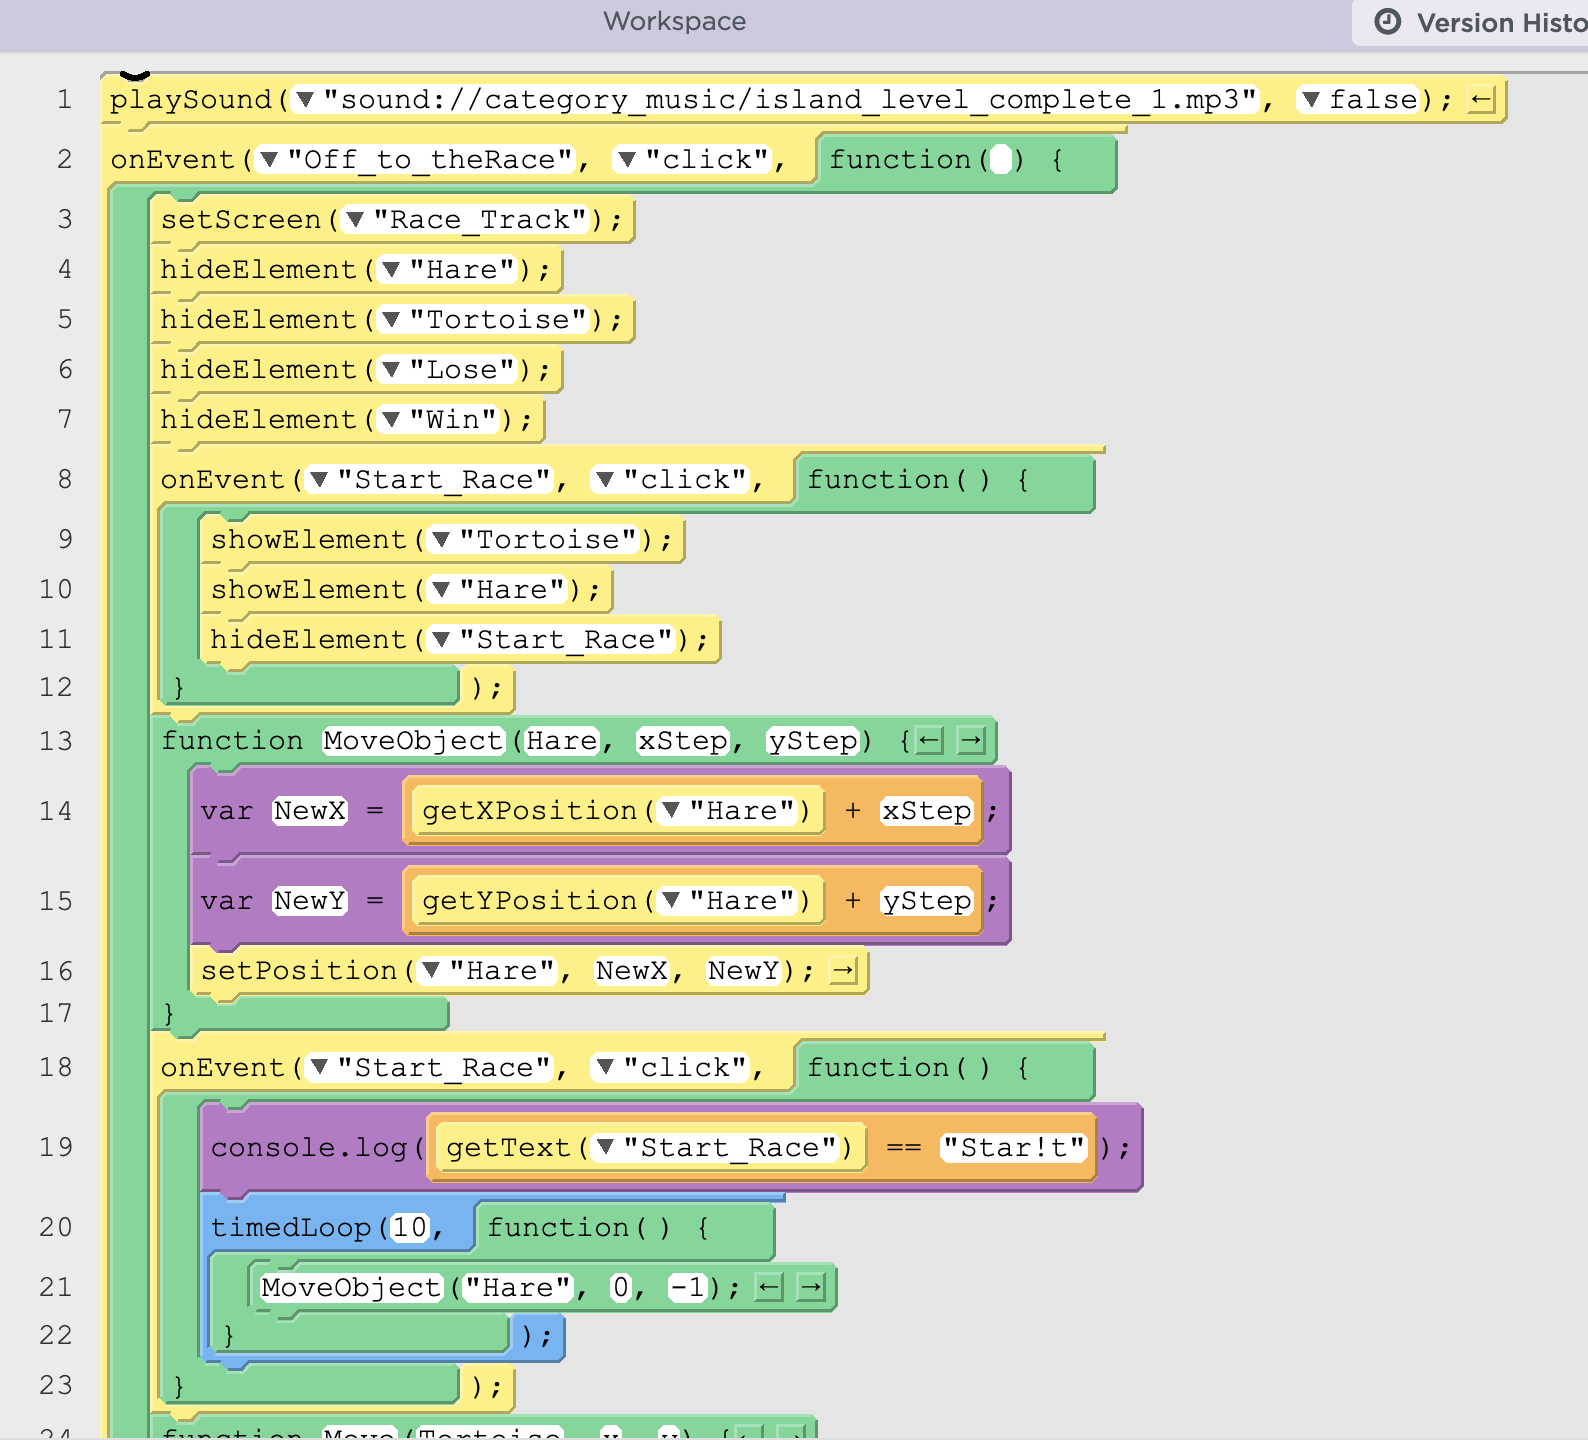 Workspace
Version Histo
1 playSound(▼"sound://category_music/island_level_complete_1.mp3", ▼false); ←
2 onEvent(▼"Off_to_theRace", ▼"click", function( ) {
3 setScreen(▼"Race_Track");
4 hideElement(▼"Hare");
5 hideElement(▼"Tortoise");
6 hideElement(▼"Lose");
7 hideElement(▼"Win");
8 onEvent(▼"Start_Race", ▼"click", function() {
9 showElement(▼"Tortoise");
10 showElement(▼"Hare");
11 hideElement(▼"Start_Race");
12 } );
13 function MoveObject(Hare, xStep, yStep) { ← →
14 var NewX = getXPosition(▼"Hare") + xStep;
15 var NewY = getYPosition(▼"Hare") + yStep;
16 setPosition(▼"Hare", NewX, NewY); →
17 }
18 onEvent(▼"Start_Race", ▼"click", function() {
19 console.log(getText(▼"Start_Race") == "Star!t");
20 timedLoop(10, function() {
21 MoveObject("Hare", 0, -1); ← →
22 } );
23 } );
24 function Move(Tortoise, x, y) { ← →